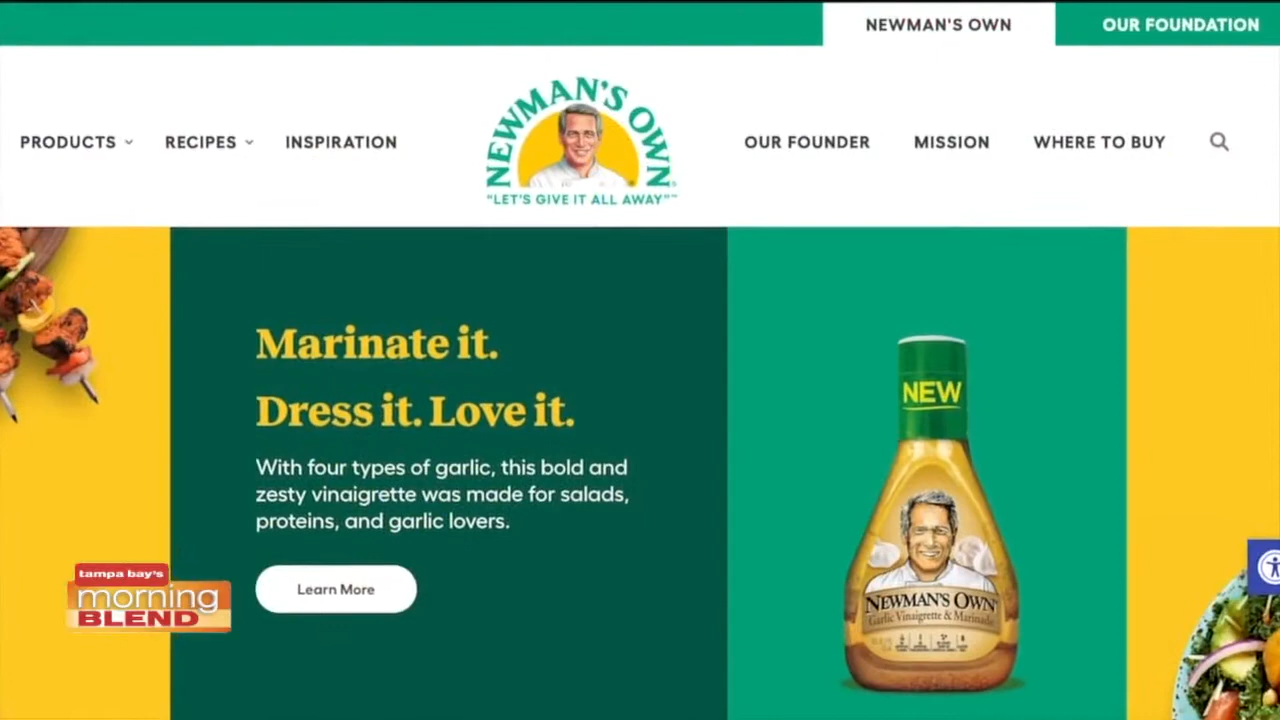 NEWMAN'S OWN
OUR FOUNDATION
PRODUCTS
RECIPES
INSPIRATION
NEWMAN'S OWN
"LET'S GIVE IT ALL AWAY"™
OUR FOUNDER
MISSION
WHERE TO BUY
Marinate it.
Dress it. Love it.
With four types of garlic, this bold and
zesty vinaigrette was made for salads,
proteins, and garlic lovers.
Learn More
NEW
NEWMAN'S OWN
Garlic Vinaigrette & Marinade
tampa bay's
morning
BLEND